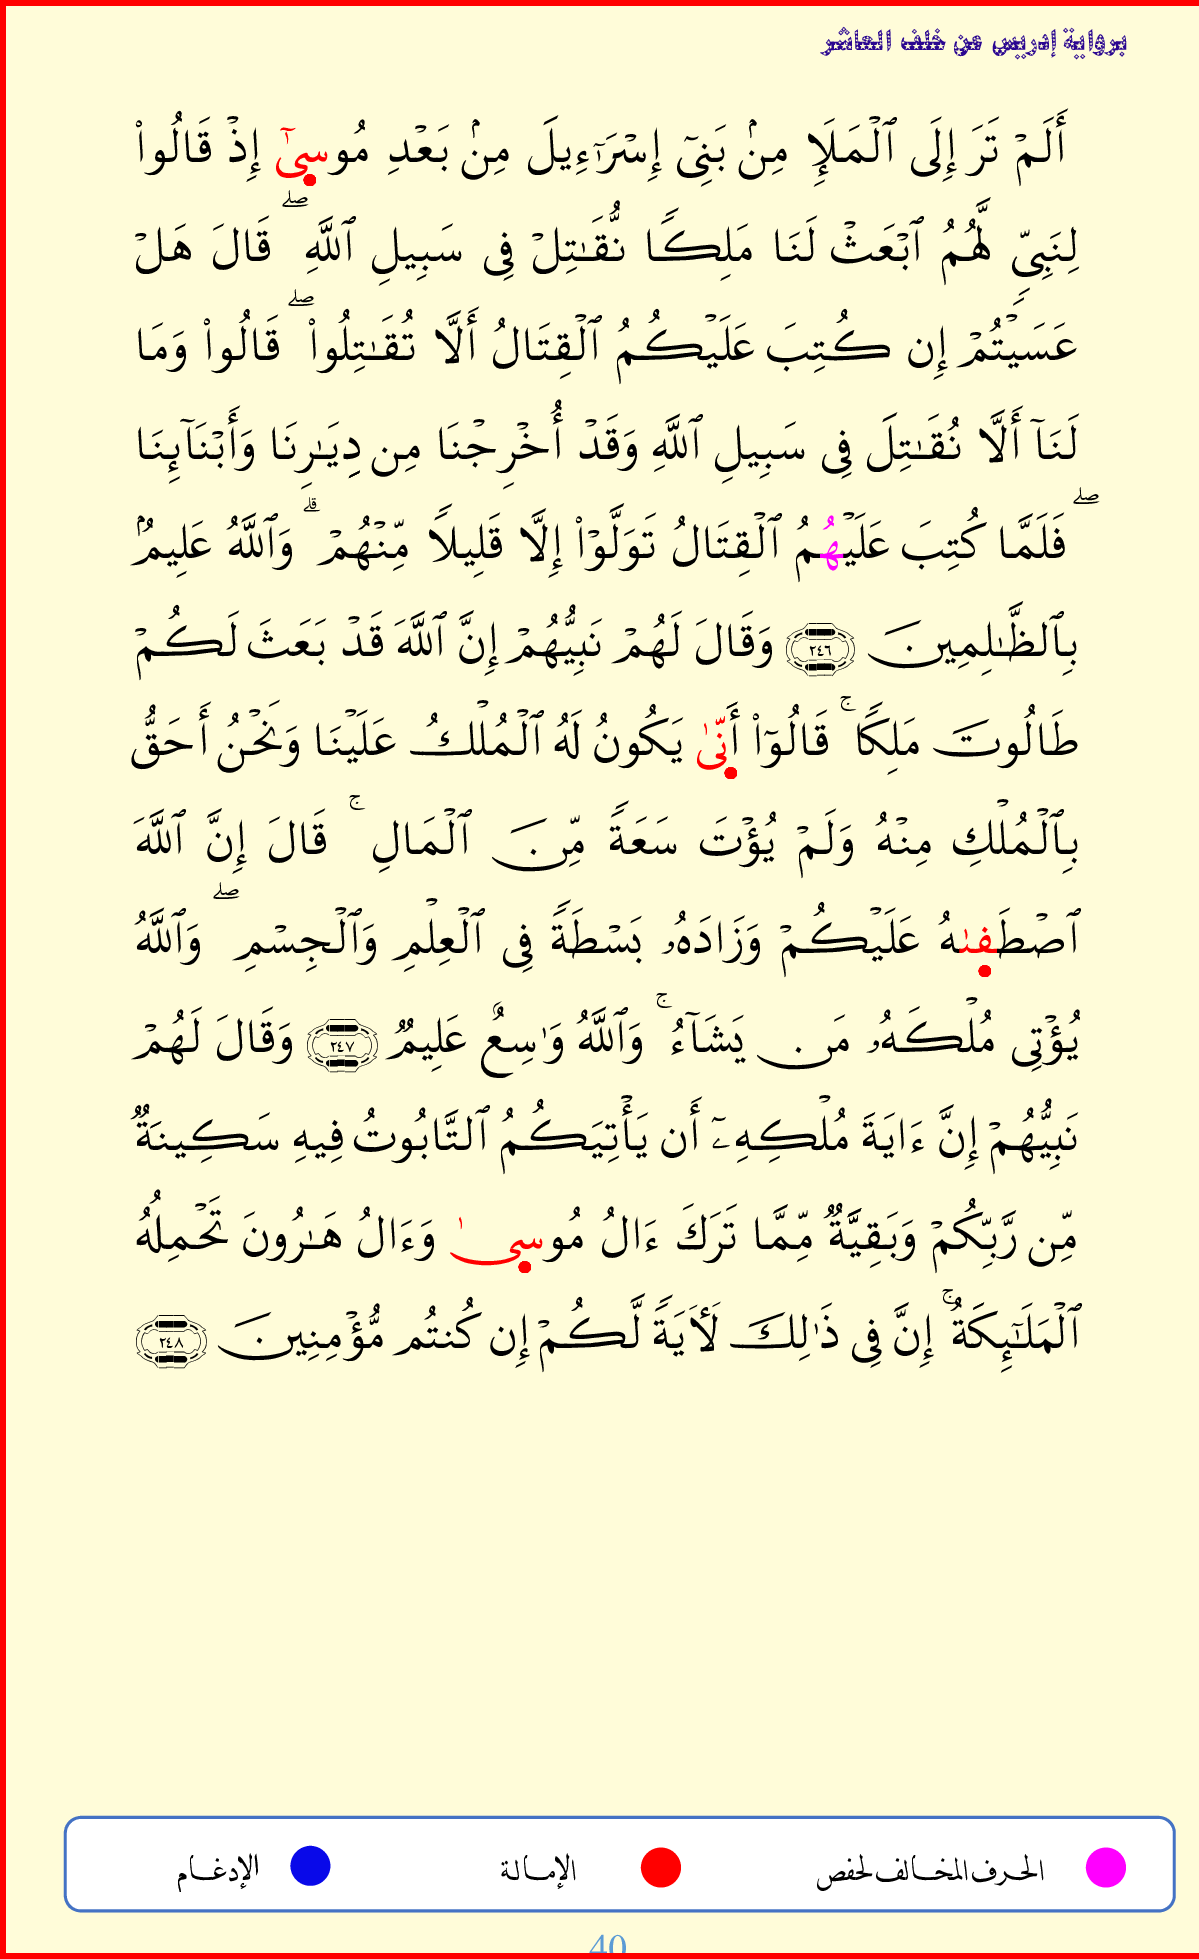 برواية إدريس عن خلف العاشر
أَلَمۡ تَرَ إِلَى ٱلۡمَلَإِ مِنۢ بَنِيٓ إِسۡرَـٰٓءِيلَ مِنۢ بَعۡدِ مُوسِىٰٓ إِذۡ قَالُواْ
لِنَبِيّٖ لَّهُمُ ٱبۡعَثۡ لَنَا مَلِكٗا نُّقَـٰتِلۡ فِي سَبِيلِ ٱللَّهِۖ قَالَ هَلۡ
عَسَيۡتُمۡ إِن كُتِبَ عَلَيۡكُمُ ٱلۡقِتَالُ أَلَّا تُقَـٰتِلُواْۖ قَالُواْ وَمَا
لَنَآ أَلَّا نُقَـٰتِلَ فِي سَبِيلِ ٱللَّهِ وَقَدۡ أُخۡرِجۡنَا مِن دِيَـٰرِنَا وَأَبۡنَآئِنَا
ۖ فَلَمَّا كُتِبَ عَلَيۡهُمُ ٱلۡقِتَالُ تَوَلَّوۡاْ إِلَّا قَلِيلٗا مِّنۡهُمۡۗ وَٱللَّهُ عَلِيمُۢ
بِٱلظَّـٰلِمِينَ ٢٤٦ وَقَالَ لَهُمۡ نَبِيُّهُمۡ إِنَّ ٱللَّهَ قَدۡ بَعَثَ لَكُمۡ
طَالُوتَ مَلِكٗاۚ قَالُوٓاْ أَنِّىٰ يَكُونُ لَهُ ٱلۡمُلۡكُ عَلَيۡنَا وَنَحۡنُ أَحَقُّ
بِٱلۡمُلۡكِ مِنۡهُ وَلَمۡ يُؤۡتَ سَعَةٗ مِّنَ ٱلۡمَالِۚ قَالَ إِنَّ ٱللَّهَ
ٱصۡطَفِىٰهُ عَلَيۡكُمۡ وَزَادَهُۥ بَسۡطَةٗ فِي ٱلۡعِلۡمِ وَٱلۡجِسۡمِۖ وَٱللَّهُ
يُؤۡتِي مُلۡكَهُۥ مَن يَشَآءُۚ وَٱللَّهُ وَٰسِعٌ عَلِيمٞ ٢٤٧ وَقَالَ لَهُمۡ
نَبِيُّهُمۡ إِنَّ ءَايَةَ مُلۡكِهِۦٓ أَن يَأۡتِيَكُمُ ٱلتَّابُوتُ فِيهِ سَكِينَةٞ
مِّن رَّبِّكُمۡ وَبَقِيَّةٞ مِّمَّا تَرَكَ ءَالُ مُوسِىٰ وَءَالُ هَـٰرُونَ تَحۡمِلُهُ
ٱلۡمَلَـٰٓئِكَةُۚ إِنَّ فِي ذَٰلِكَ لَأٓيَةٗ لَّكُمۡ إِن كُنتُم مُّؤۡمِنِينَ ٢٤٨
الحرف المخالف لحفص الإمالة الإدغام
40